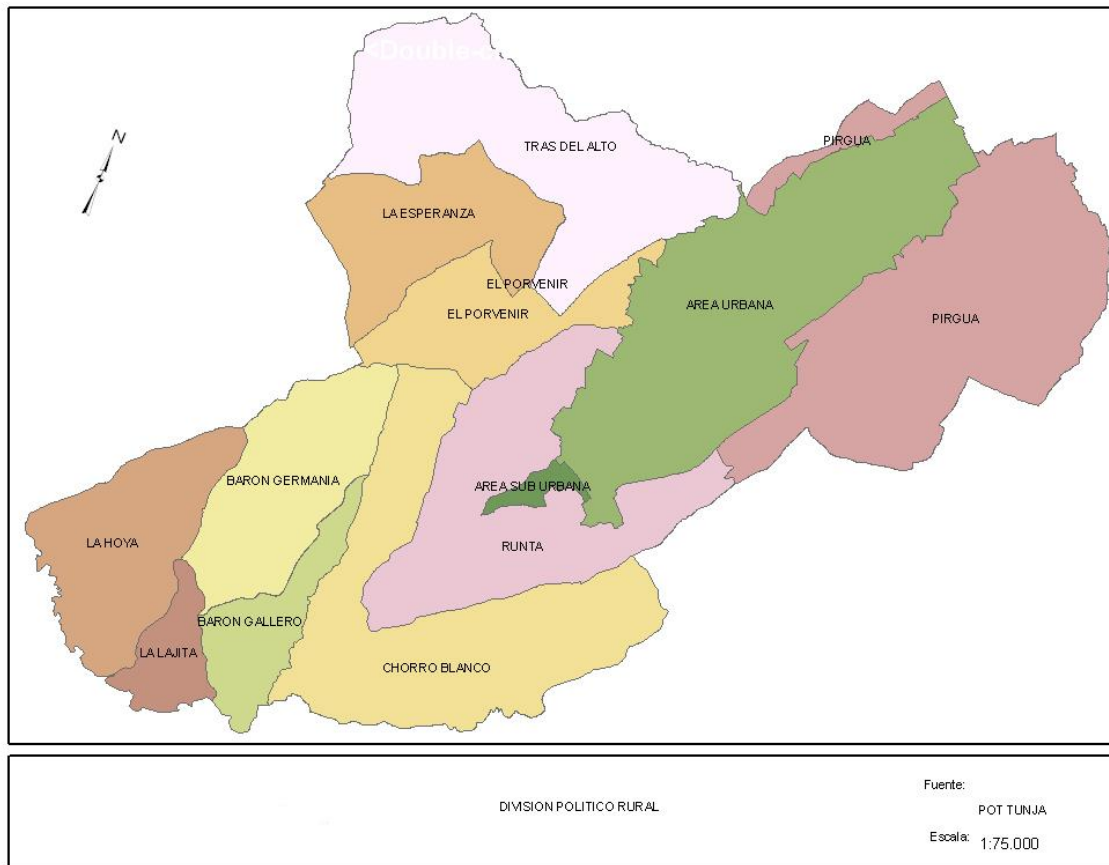 <Double-c
N
TRAS DEL ALTO
PIRGUA
LA ESPERANZA
EL PORVENIR
EL PORVENIR
AREA URBANA
PIRGUA
BARON GERMANIA
AREA SUB URBANA
LA HOYA
RUNTA
BARON GALLERO
LA LAJITA
CHORRO BLANCO
DIVISION POLITICO RURAL
Fuente:
POT TUNJA
Escala: 1:75.000